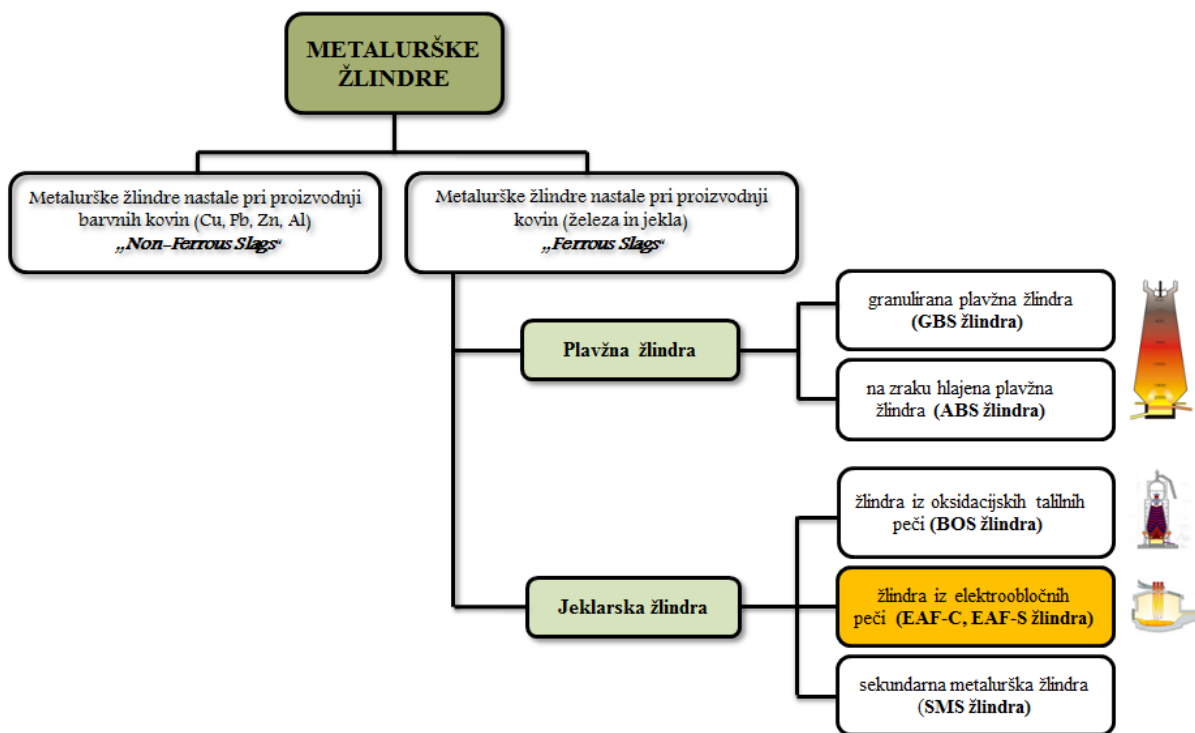 METALURŠKE
ŽLINDRE
Metalurške žlindre nastale pri proizvodnji
barvnih kovin (Cu, Pb, Zn, Al)
„Non-Ferrous Slags“
Metalurške žlindre nastale pri proizvodnji
kovin (železa in jekla)
„Ferrous Slags“
Plavžna žlindra
granulirana plavžna žlindra
(GBS žlindra)
na zraku hlajena plavžna
žlindra (ABS žlindra)
Jeklarska žlindra
žlindra iz oksidacijskih talilnih
peči (BOS žlindra)
žlindra iz elektroobločnih
peči (EAF-C, EAF-S žlindra)
sekundarna metalurška žlindra
(SMS žlindra)